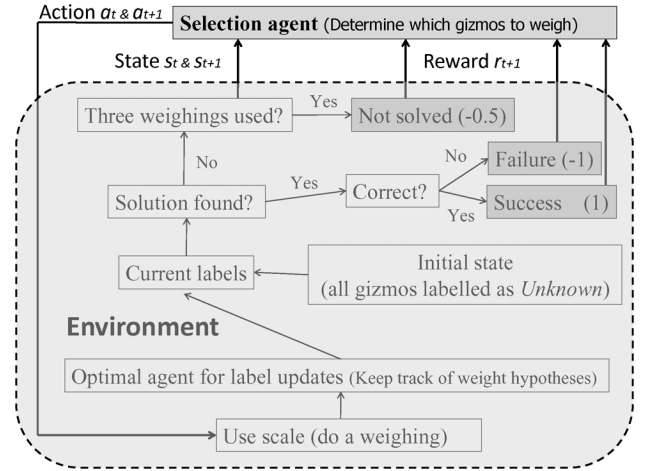 Action at & at+1
Selection agent (Determine which gizmos to weigh)
State st & st+1
Reward rt+1
Three weighings used?
Yes
Not solved (-0.5)
No
No
Failure (-1)
Solution found?
Yes
Correct?
Yes
Success (1)
Current labels
Initial state
(all gizmos labelled as Unknown)
Environment
Optimal agent for label updates (Keep track of weight hypotheses)
Use scale (do a weighing)